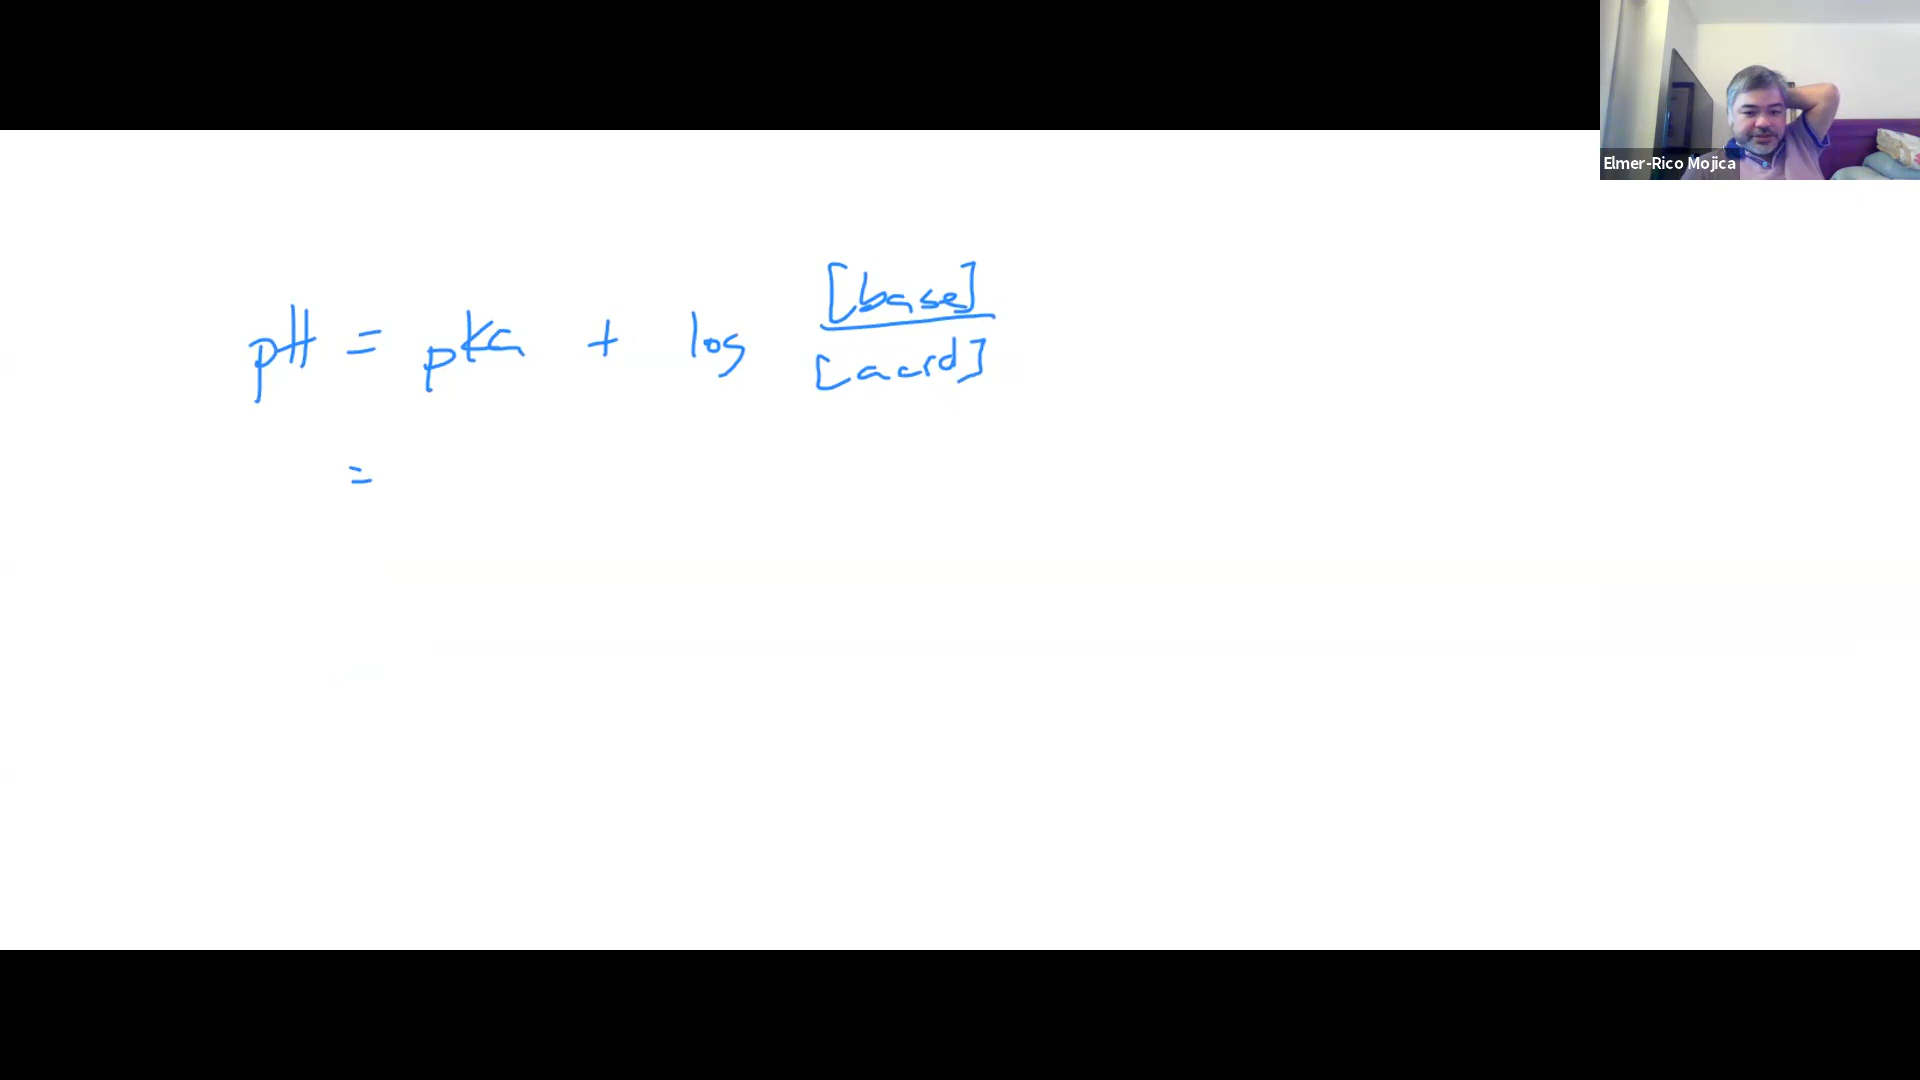 Elmer-Rico Mojica
pH = pKa + log [base]
[acid]
=